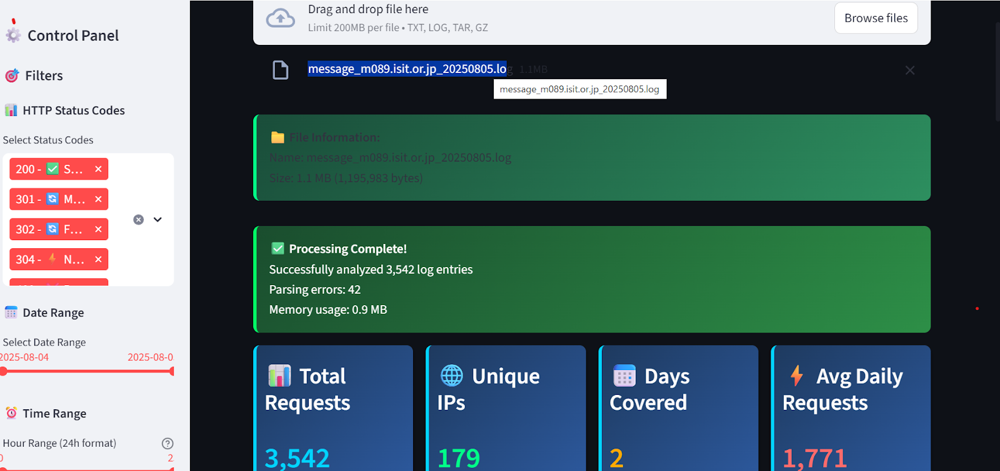 Control Panel
Filters
HTTP Status Codes
Select Status Codes
200 - S...
301 - M...
302 - F...
304 - N...
Date Range
Select Date Range
2025-08-04 2025-08-0
Time Range
Hour Range (24h format)
0 2
Drag and drop file here
Limit 200MB per file • TXT, LOG, TAR, GZ
Browse files
message_m089.isit.or.jp_20250805.log 1.1MB
message_m089.isit.or.jp_20250805.log
File Information:
Name: message_m089.isit.or.jp_20250805.log
Size: 1.1 MB (1,195,983 bytes)
Processing Complete!
Successfully analyzed 3,542 log entries
Parsing errors: 42
Memory usage: 0.9 MB
Total
Requests
3,542
Unique
IPs
179
Days
Covered
2
Avg Daily
Requests
1,771